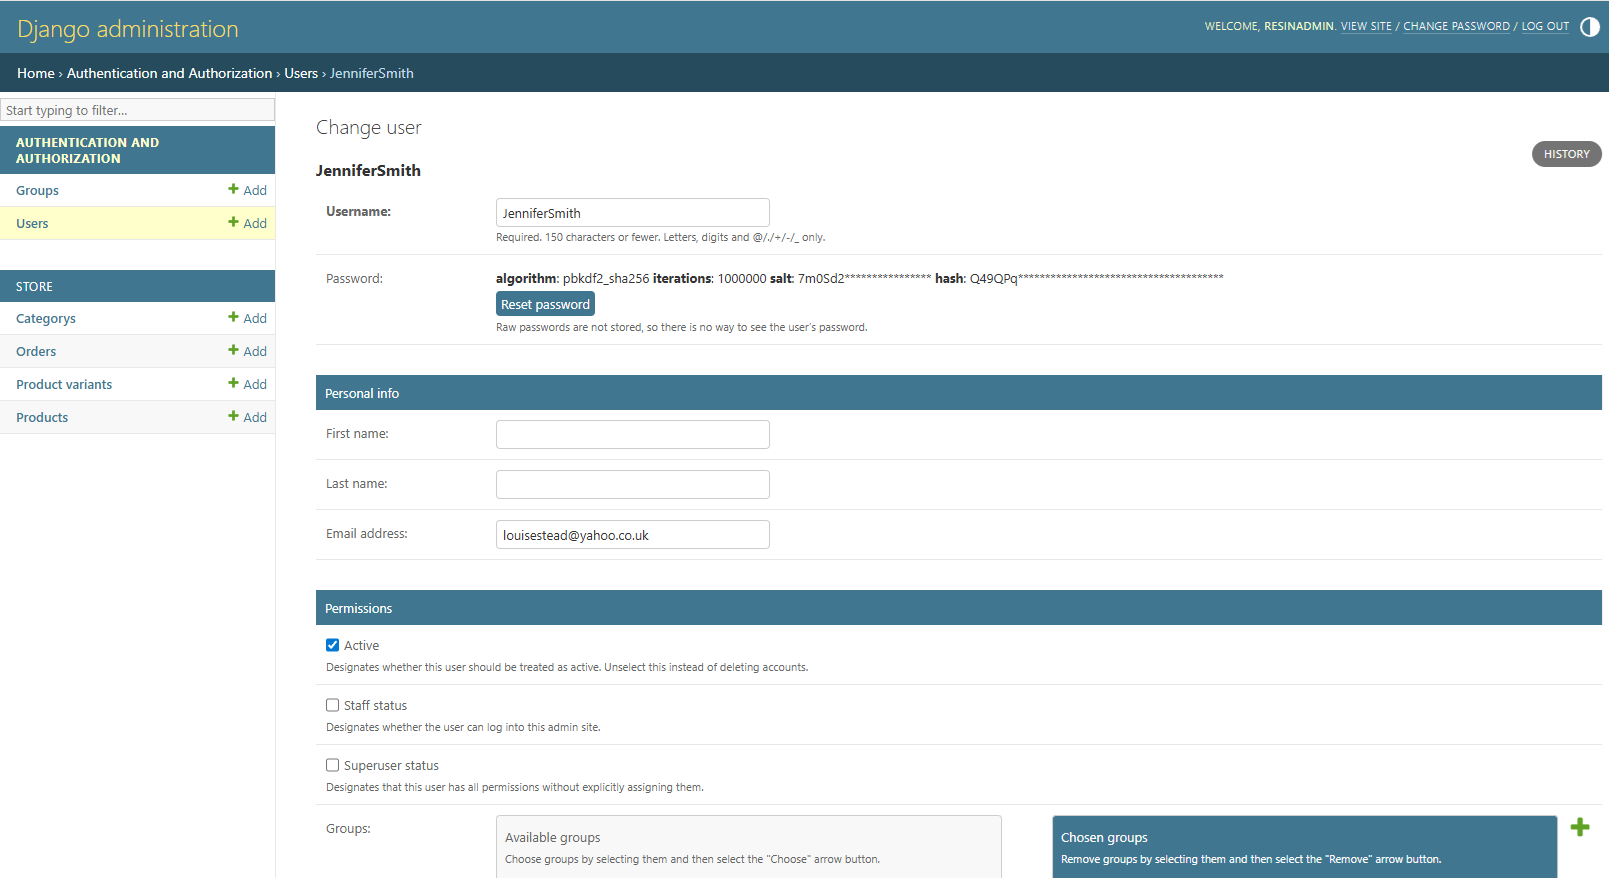 Django administration
WELCOME, RESINADMIN. VIEW SITE / CHANGE PASSWORD / LOG OUT
Home › Authentication and Authorization › Users › JenniferSmith
Start typing to filter...
AUTHENTICATION AND
AUTHORIZATION
Groups + Add
Users + Add
STORE
Categorys + Add
Orders + Add
Product variants + Add
Products + Add
Change user
HISTORY
JenniferSmith
Username: JenniferSmith
Required. 150 characters or fewer. Letters, digits and @/./+/-/_ only.
Password: algorithm: pbkdf2_sha256 iterations: 1000000 salt: 7m0Sd2**************** hash: Q49QPq**************************************
Reset password
Raw passwords are not stored, so there is no way to see the user's password.
Personal info
First name:
Last name:
Email address: louisestead@yahoo.co.uk
Permissions
Active
Designates whether this user should be treated as active. Unselect this instead of deleting accounts.
Staff status
Designates whether the user can log into this admin site.
Superuser status
Designates that this user has all permissions without explicitly assigning them.
Groups:
Available groups
Choose groups by selecting them and then select the "Choose" arrow button.
Chosen groups
Remove groups by selecting them and then select the "Remove" arrow button.